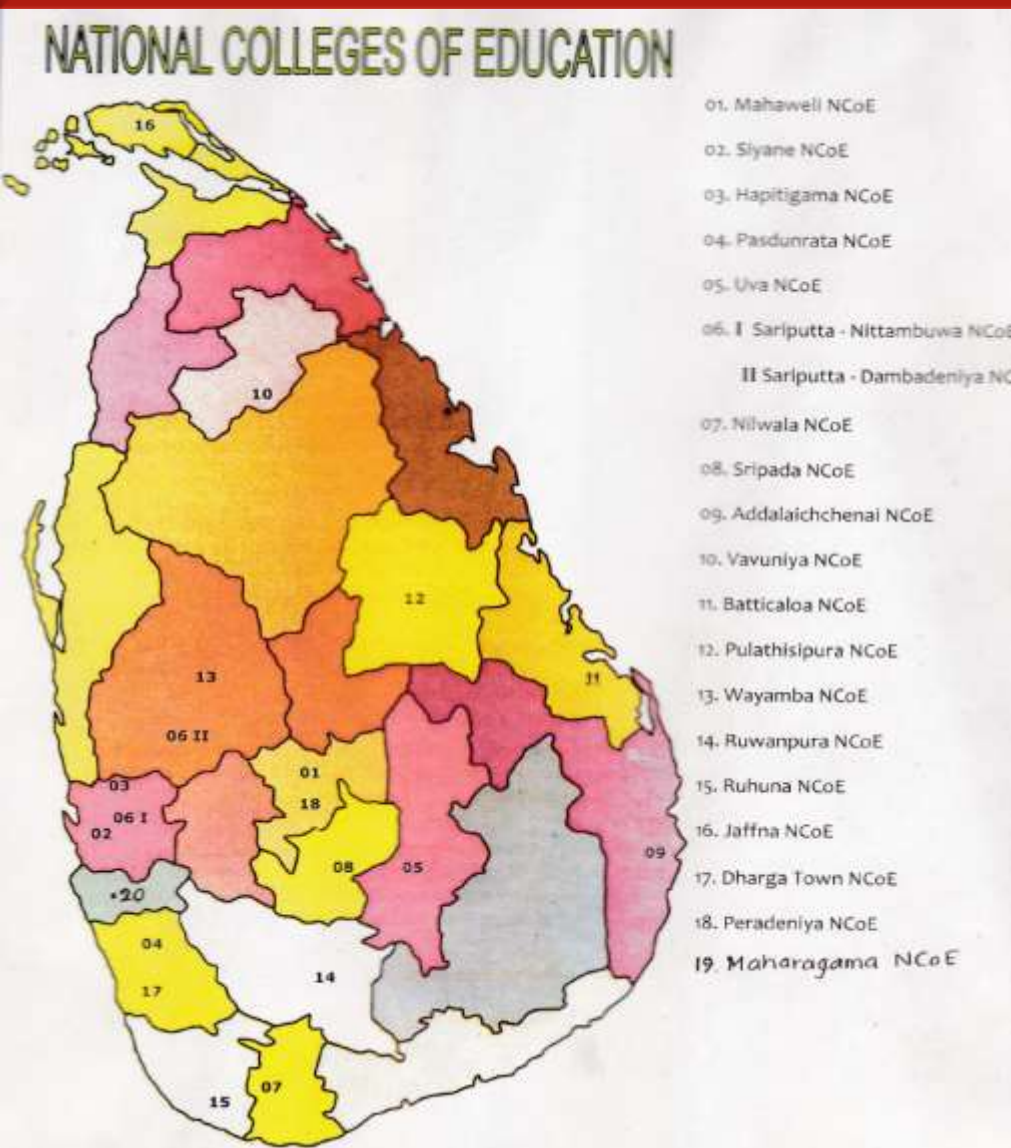 NATIONAL COLLEGES OF EDUCATION
01. Mahaweli NCoE
02. Siyane NCoE
03. Hapitigama NCoE
04. Pasdunrata NCoE
05. Uva NCoE
06. I Sariputta - Nittambuwa NCoE
II Sariputta - Dambadeniya NC
07. Nilwala NCoE
08. Sripada NCoE
09. Addalaichchenai NCoE
10. Vavuniya NCoE
11. Batticaloa NCoE
12. Pulathisipura NCoE
13. Wayamba NCoE
14. Ruwanpura NCoE
15. Ruhuna NCoE
16. Jaffna NCoE
17. Dharga Town NCoE
18. Peradeniya NCoE
19. Maharagama NCoE
16
10
12
11
13
06 II
01
03
18
06 I
02
09
08
05
20
04
14
17
07
15